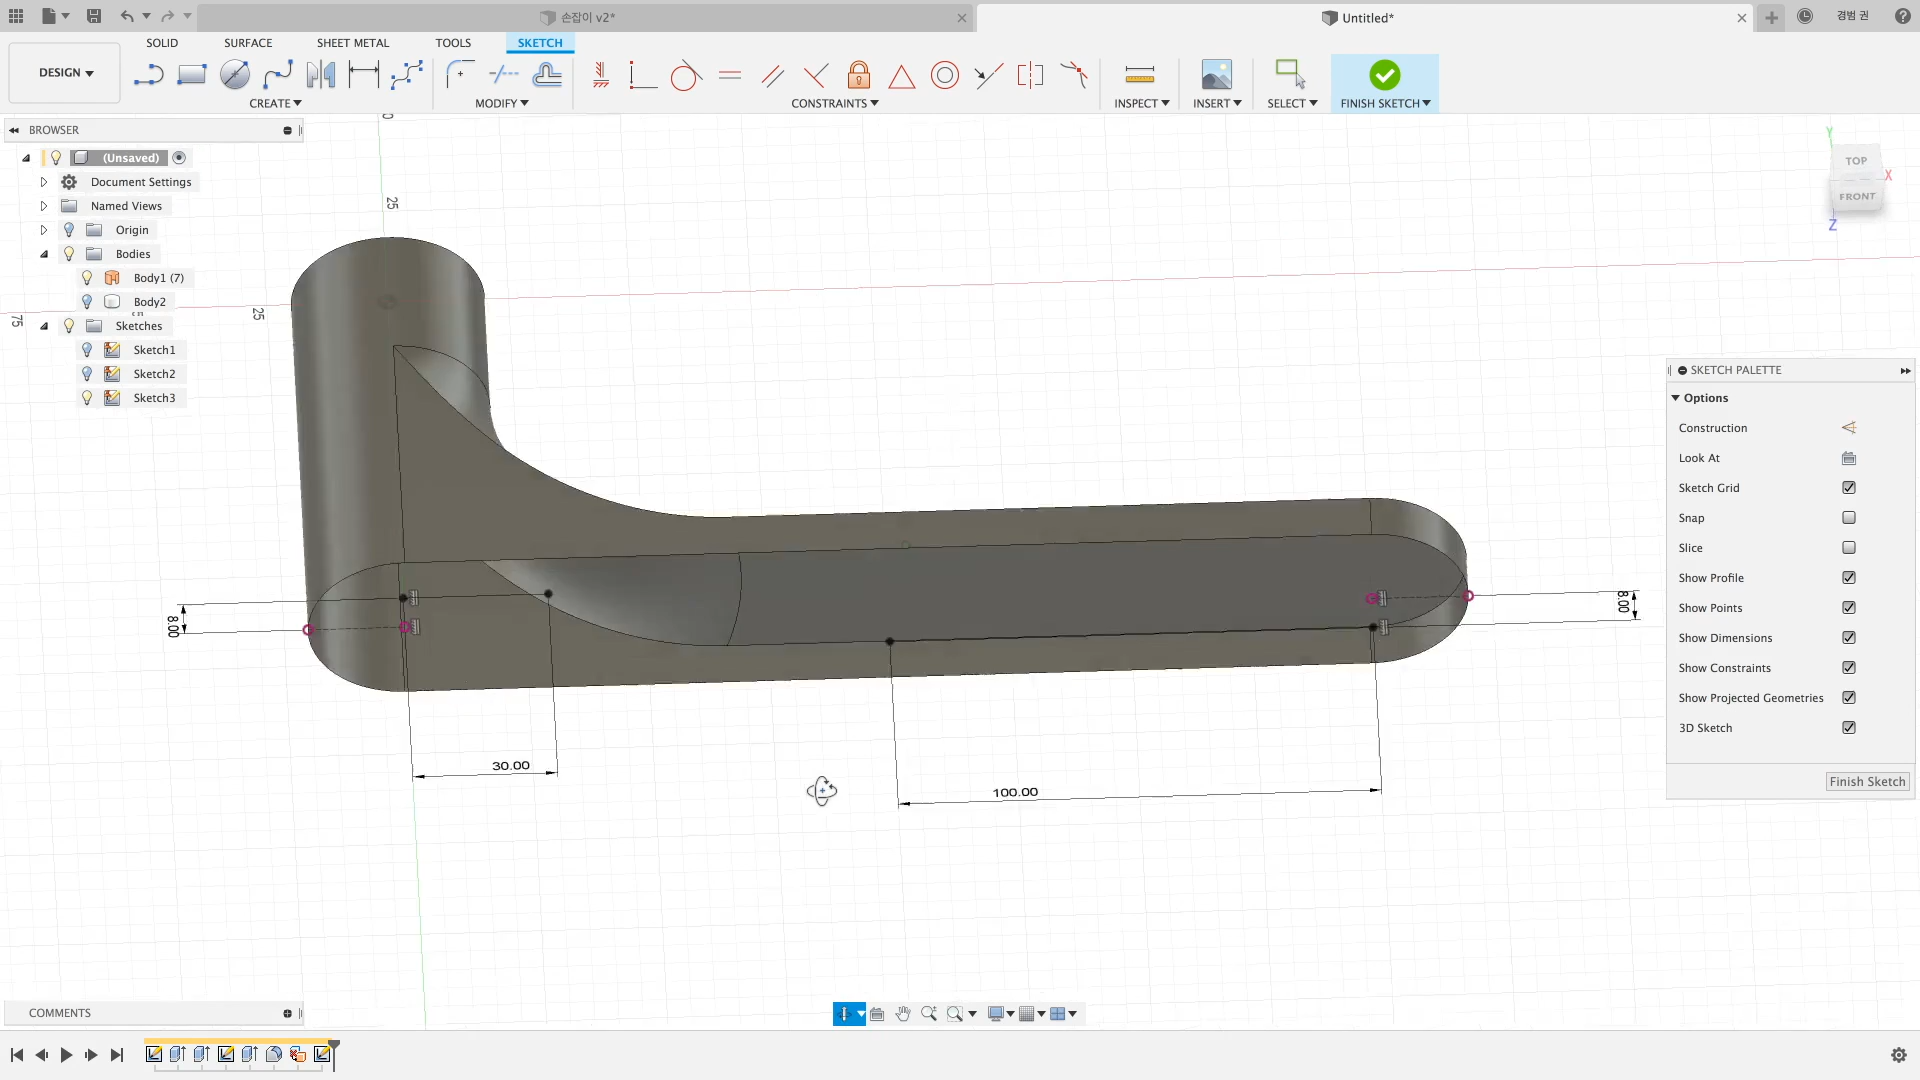 손잡이 v2*
Untitled*
경범 권
DESIGN
SOLID
SURFACE
SHEET METAL
TOOLS
SKETCH
CREATE
MODIFY
CONSTRAINTS
INSPECT
INSERT
SELECT
FINISH SKETCH
BROWSER
(Unsaved)
Document Settings
Named Views
Origin
Bodies
Body1 (7)
Body2
Sketches
Sketch1
Sketch2
Sketch3
25
25
75
8.00
30.00
100.00
8.00
Y
TOP
X
FRONT
Z
SKETCH PALETTE
Options
Construction
Look At
Sketch Grid
Snap
Slice
Show Profile
Show Points
Show Dimensions
Show Constraints
Show Projected Geometries
3D Sketch
Finish Sketch
COMMENTS